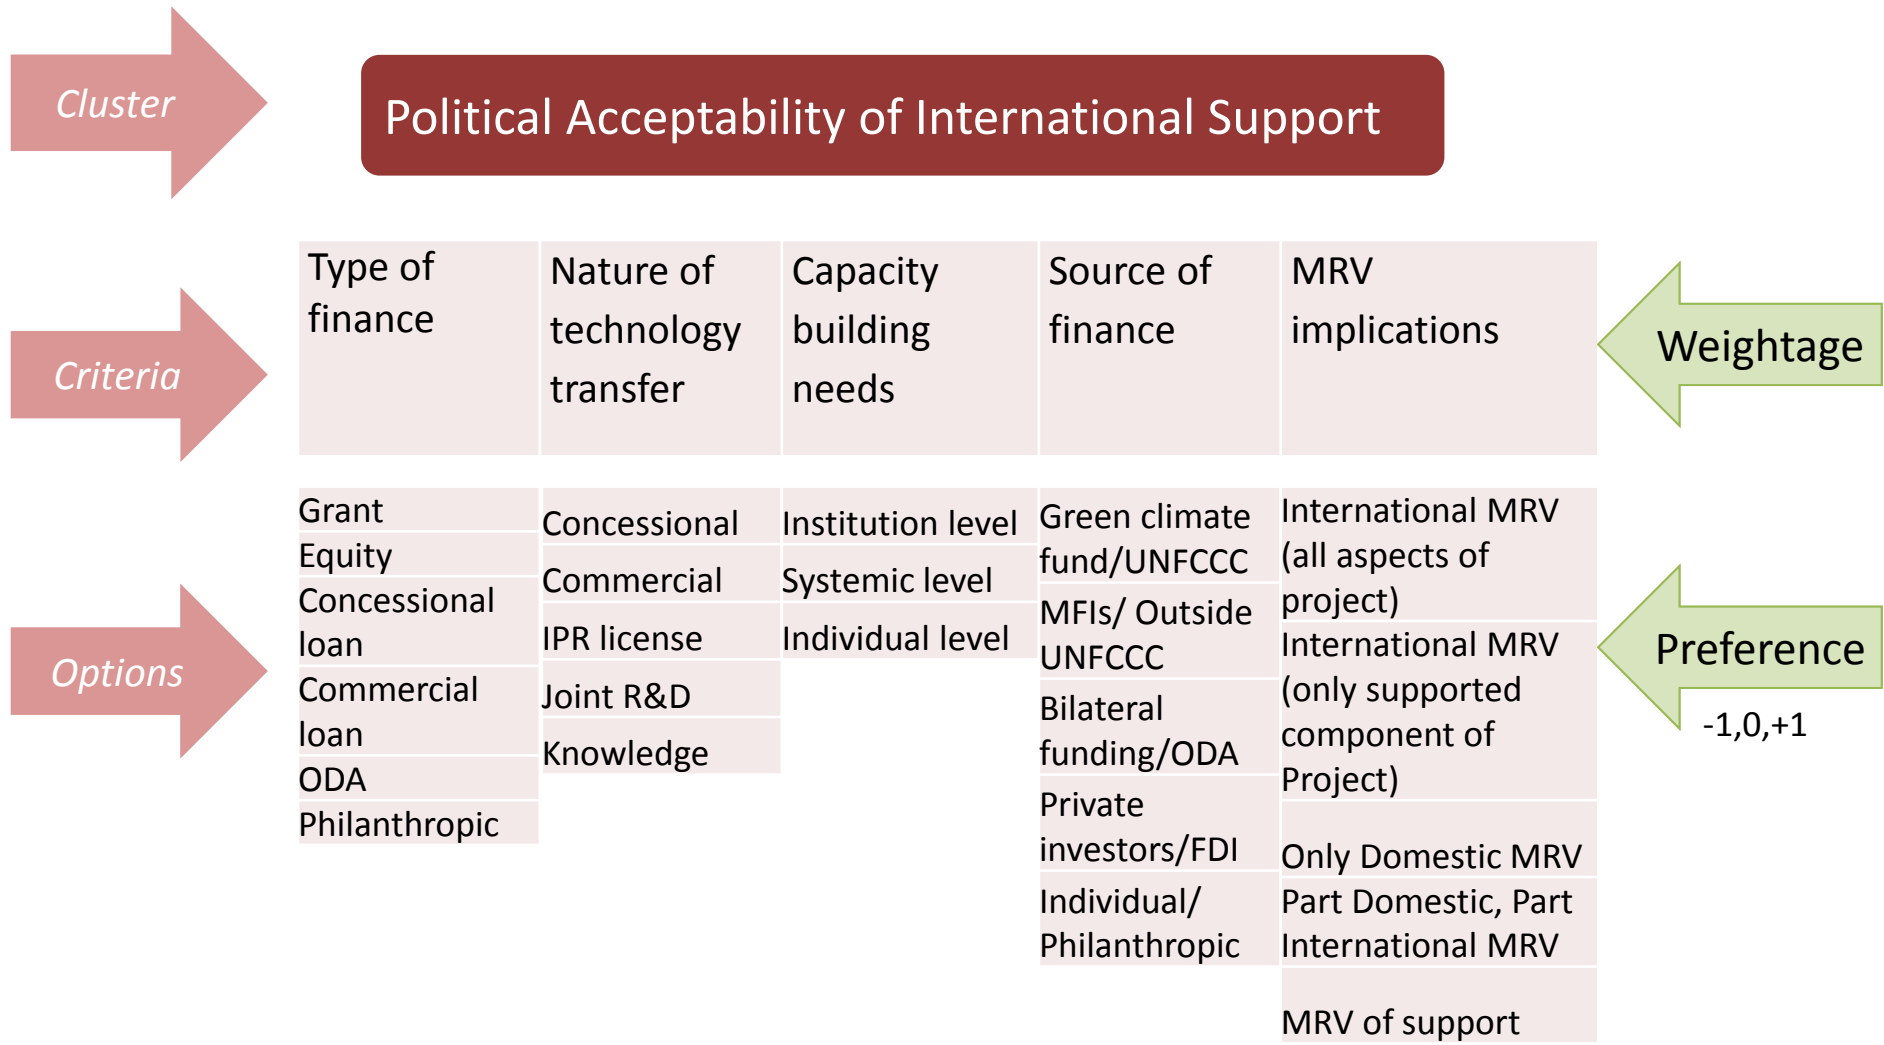 Cluster
Political Acceptability of International Support
Criteria
Type of
finance
Nature of
technology
transfer
Capacity
building
needs
Source of
finance
MRV
implications
Weightage
Options
Grant
Equity
Concessional
loan
Commercial
loan
ODA
Philanthropic
Concessional
Commercial
IPR license
Joint R&D
Knowledge
Institution level
Systemic level
Individual level
Green climate
fund/UNFCCC
MFIs/ Outside
UNFCCC
Bilateral
funding/ODA
Private
investors/FDI
Individual/
Philanthropic
International MRV
(all aspects of
project)
International MRV
(only supported
component of
Project)
Only Domestic MRV
Part Domestic, Part
International MRV
MRV of support
Preference
-1,0,+1